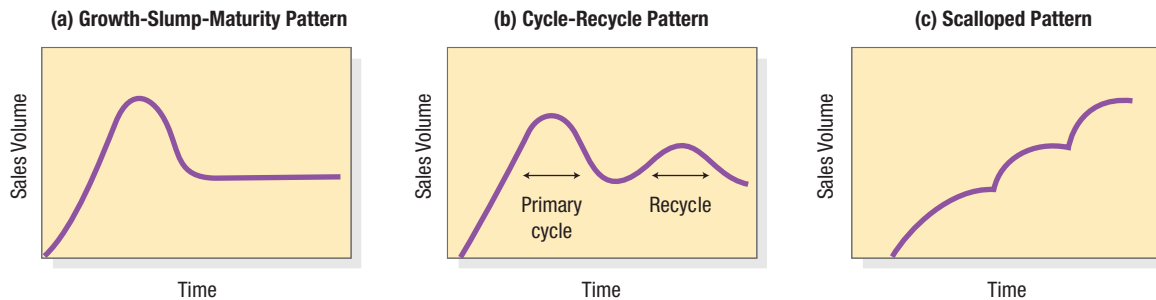 (a) Growth-Slump-Maturity Pattern
Sales Volume
Time
(b) Cycle-Recycle Pattern
Sales Volume
Primary
cycle
Recycle
Time
(c) Scalloped Pattern
Sales Volume
Time